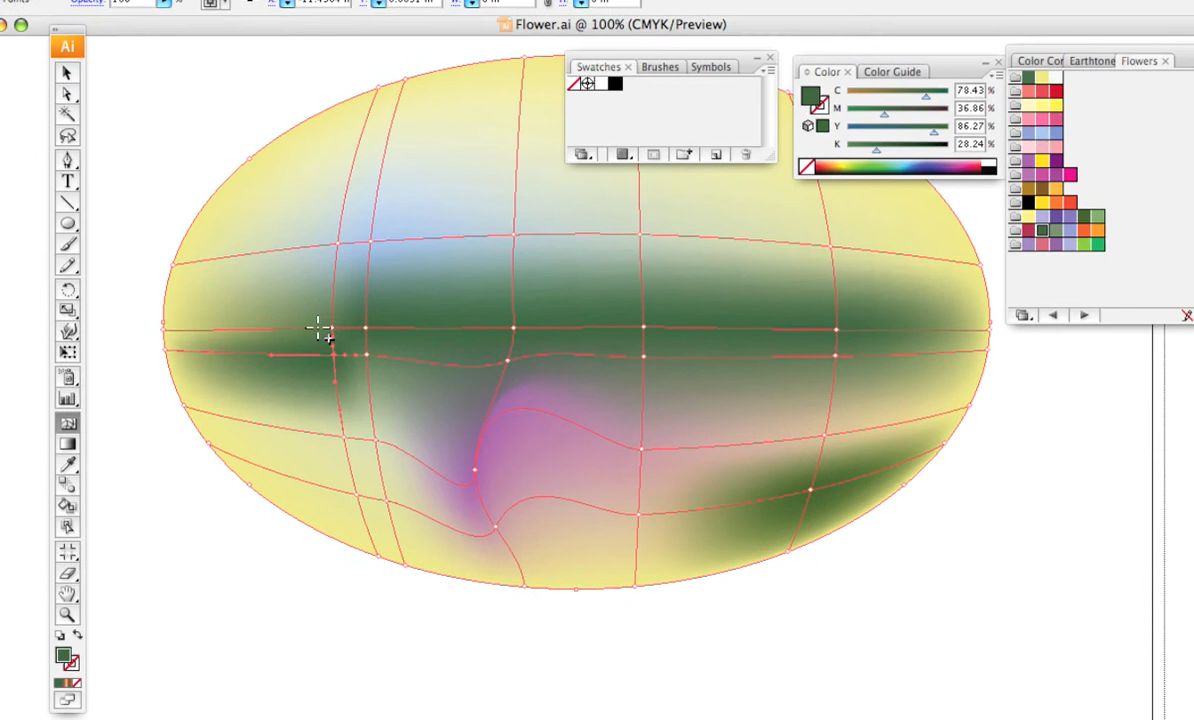 Flower.ai @ 100% (CMYK/Preview)
Ai
Swatches × Brushes Symbols
Color × Color Guide
C 78.43 %
M 36.86 %
Y 86.27 %
K 28.24 %
Color Cor Earthtone Flowers ×
T